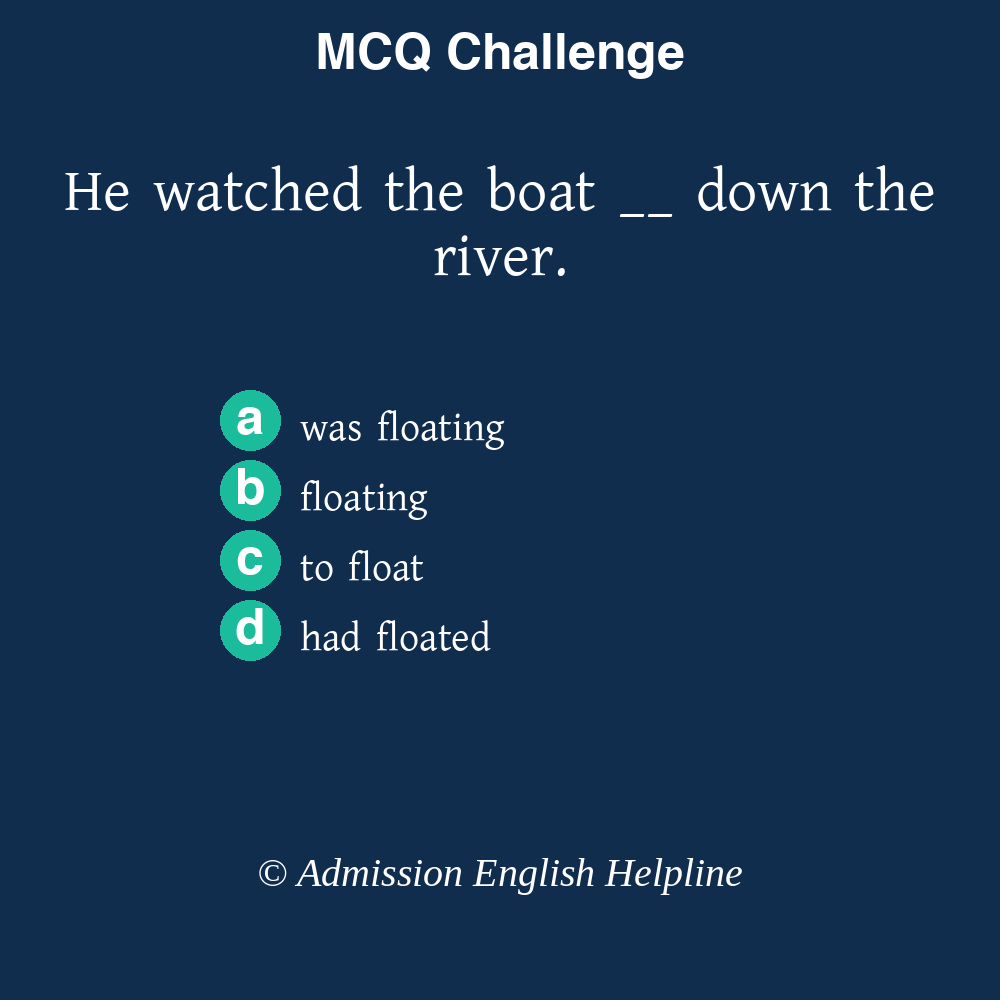 MCQ Challenge
He watched the boat __ down the
river.
a was floating
b floating
c to float
d had floated
© Admission English Helpline